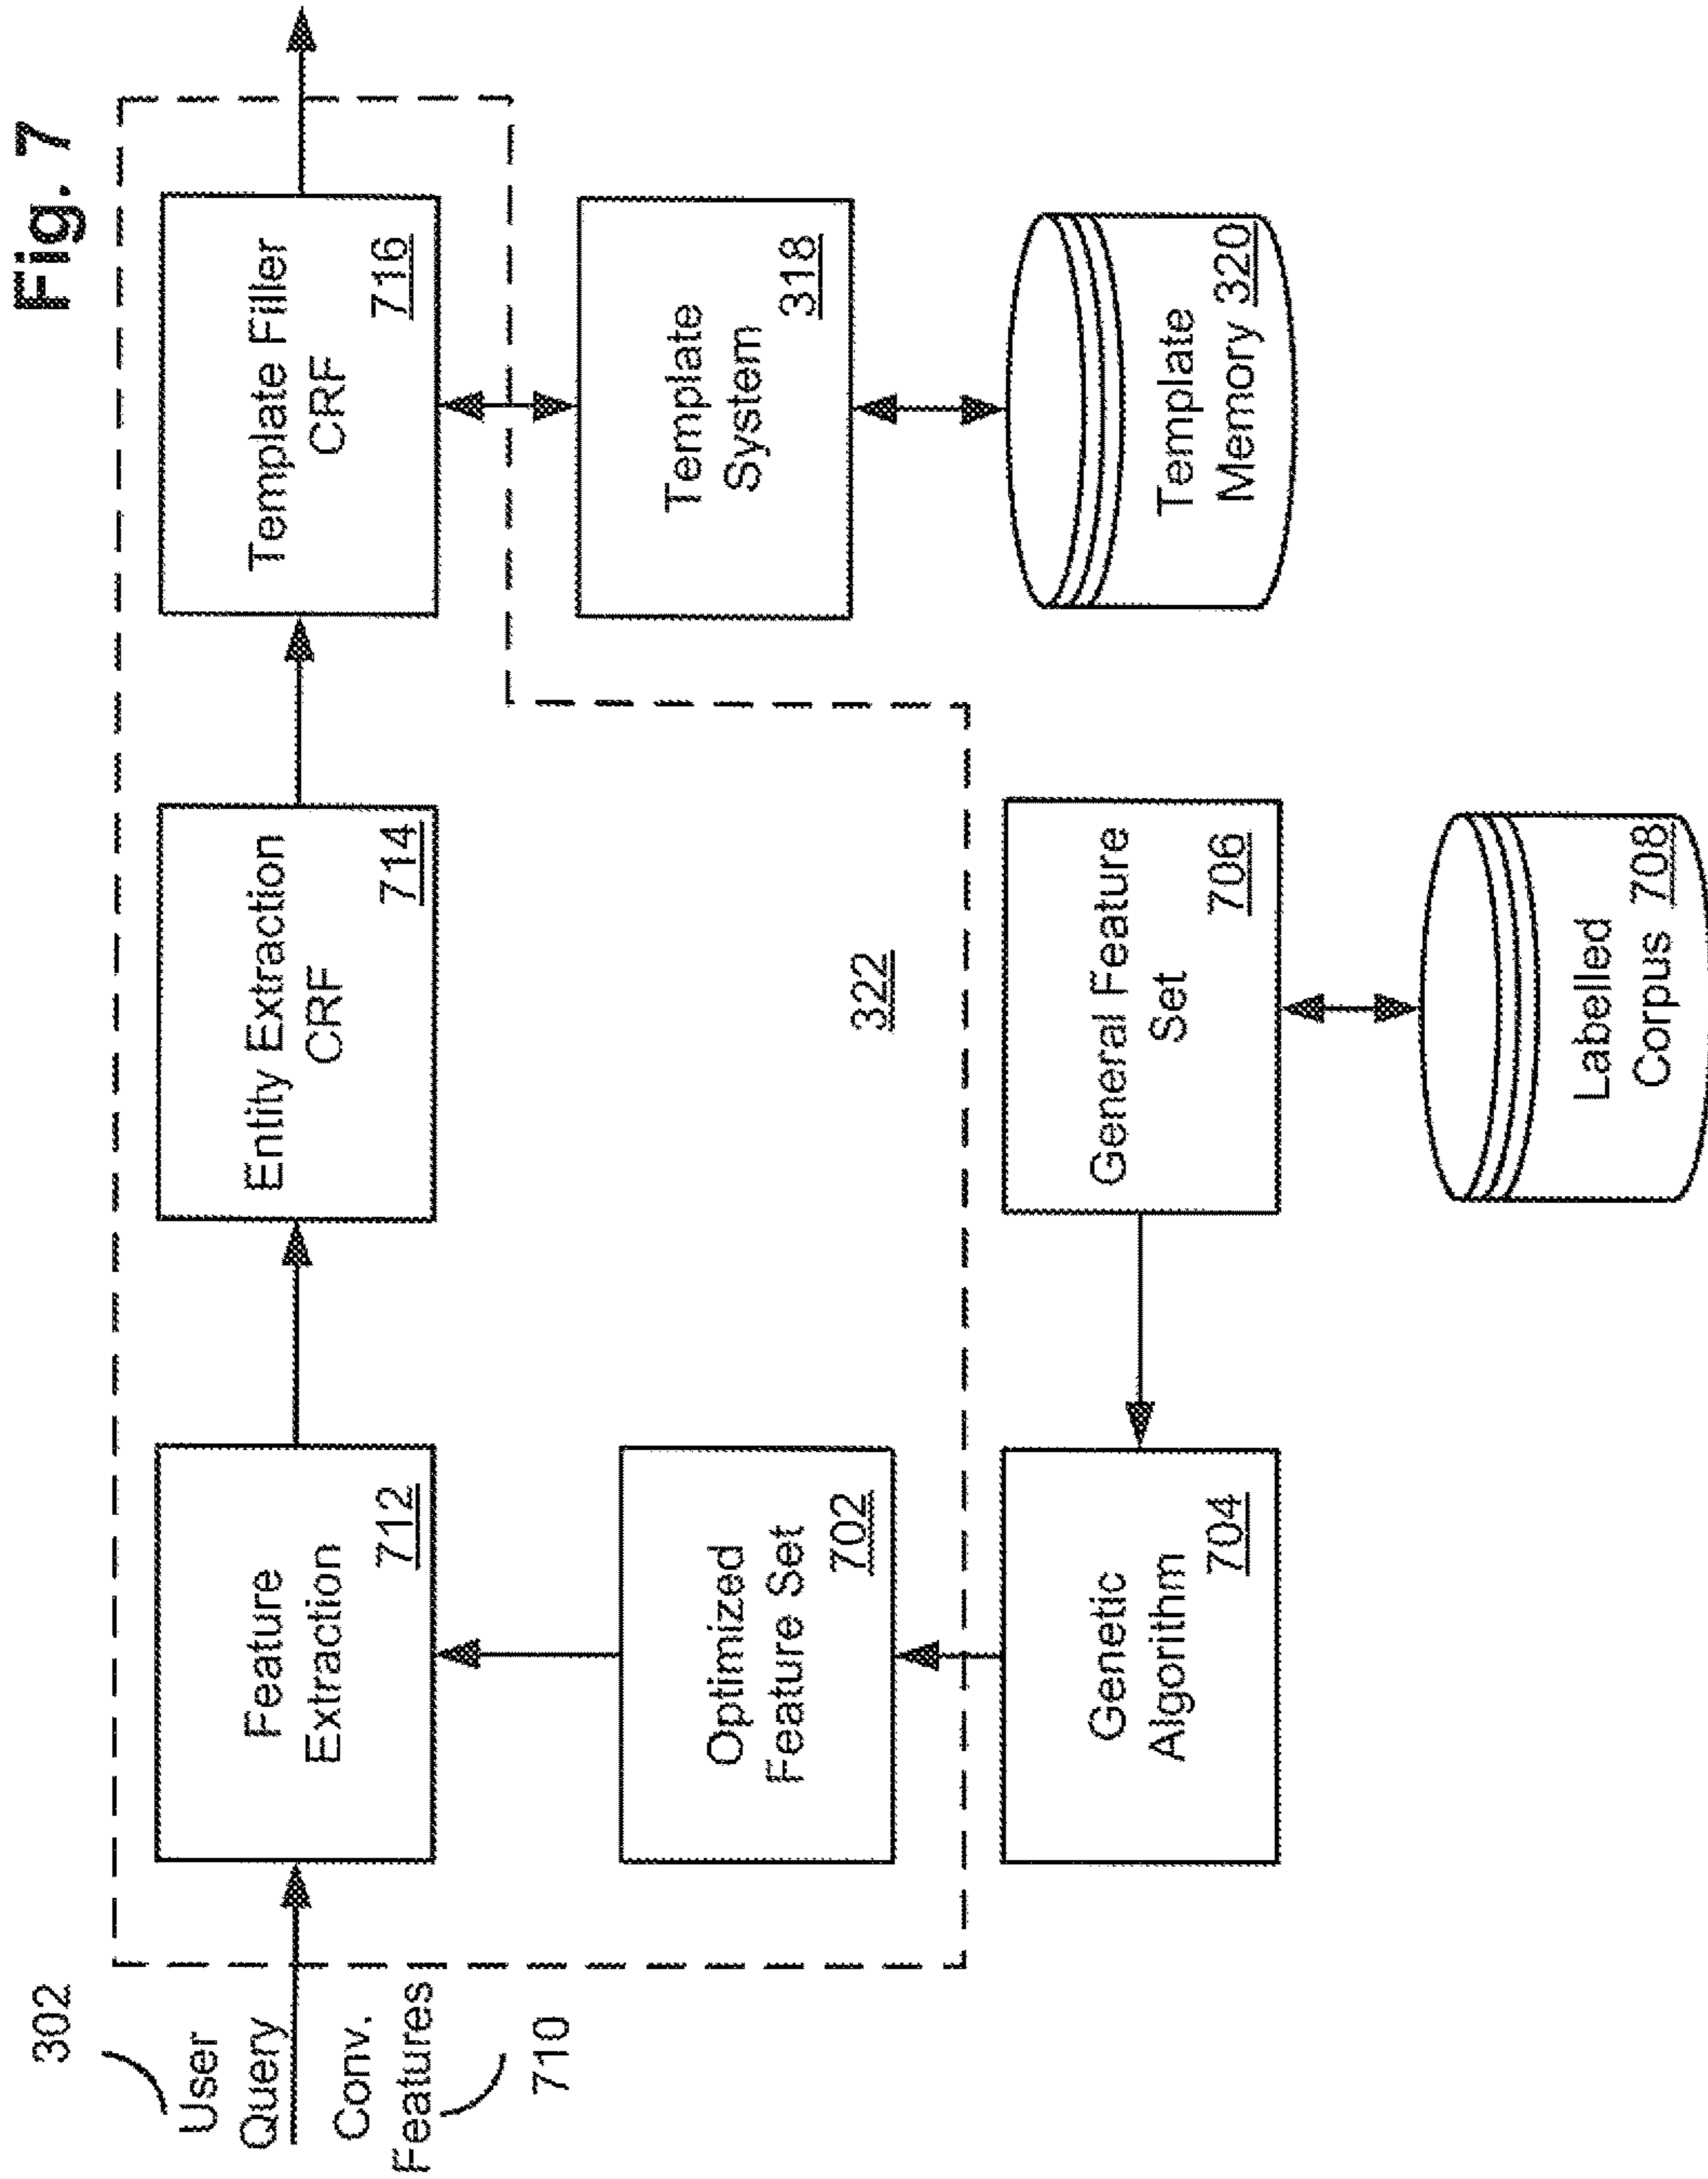 Fig. 7
302
User
Query
Conv.
Features
710
Feature
Extraction
712
Entity Extraction
CRF
714
Template Filler
CRF
716
Optimized
Feature Set
702
322
Template
System
318
Genetic
Algorithm
704
General Feature
Set
706
Template
Memory 320
Labelled
Corpus 708